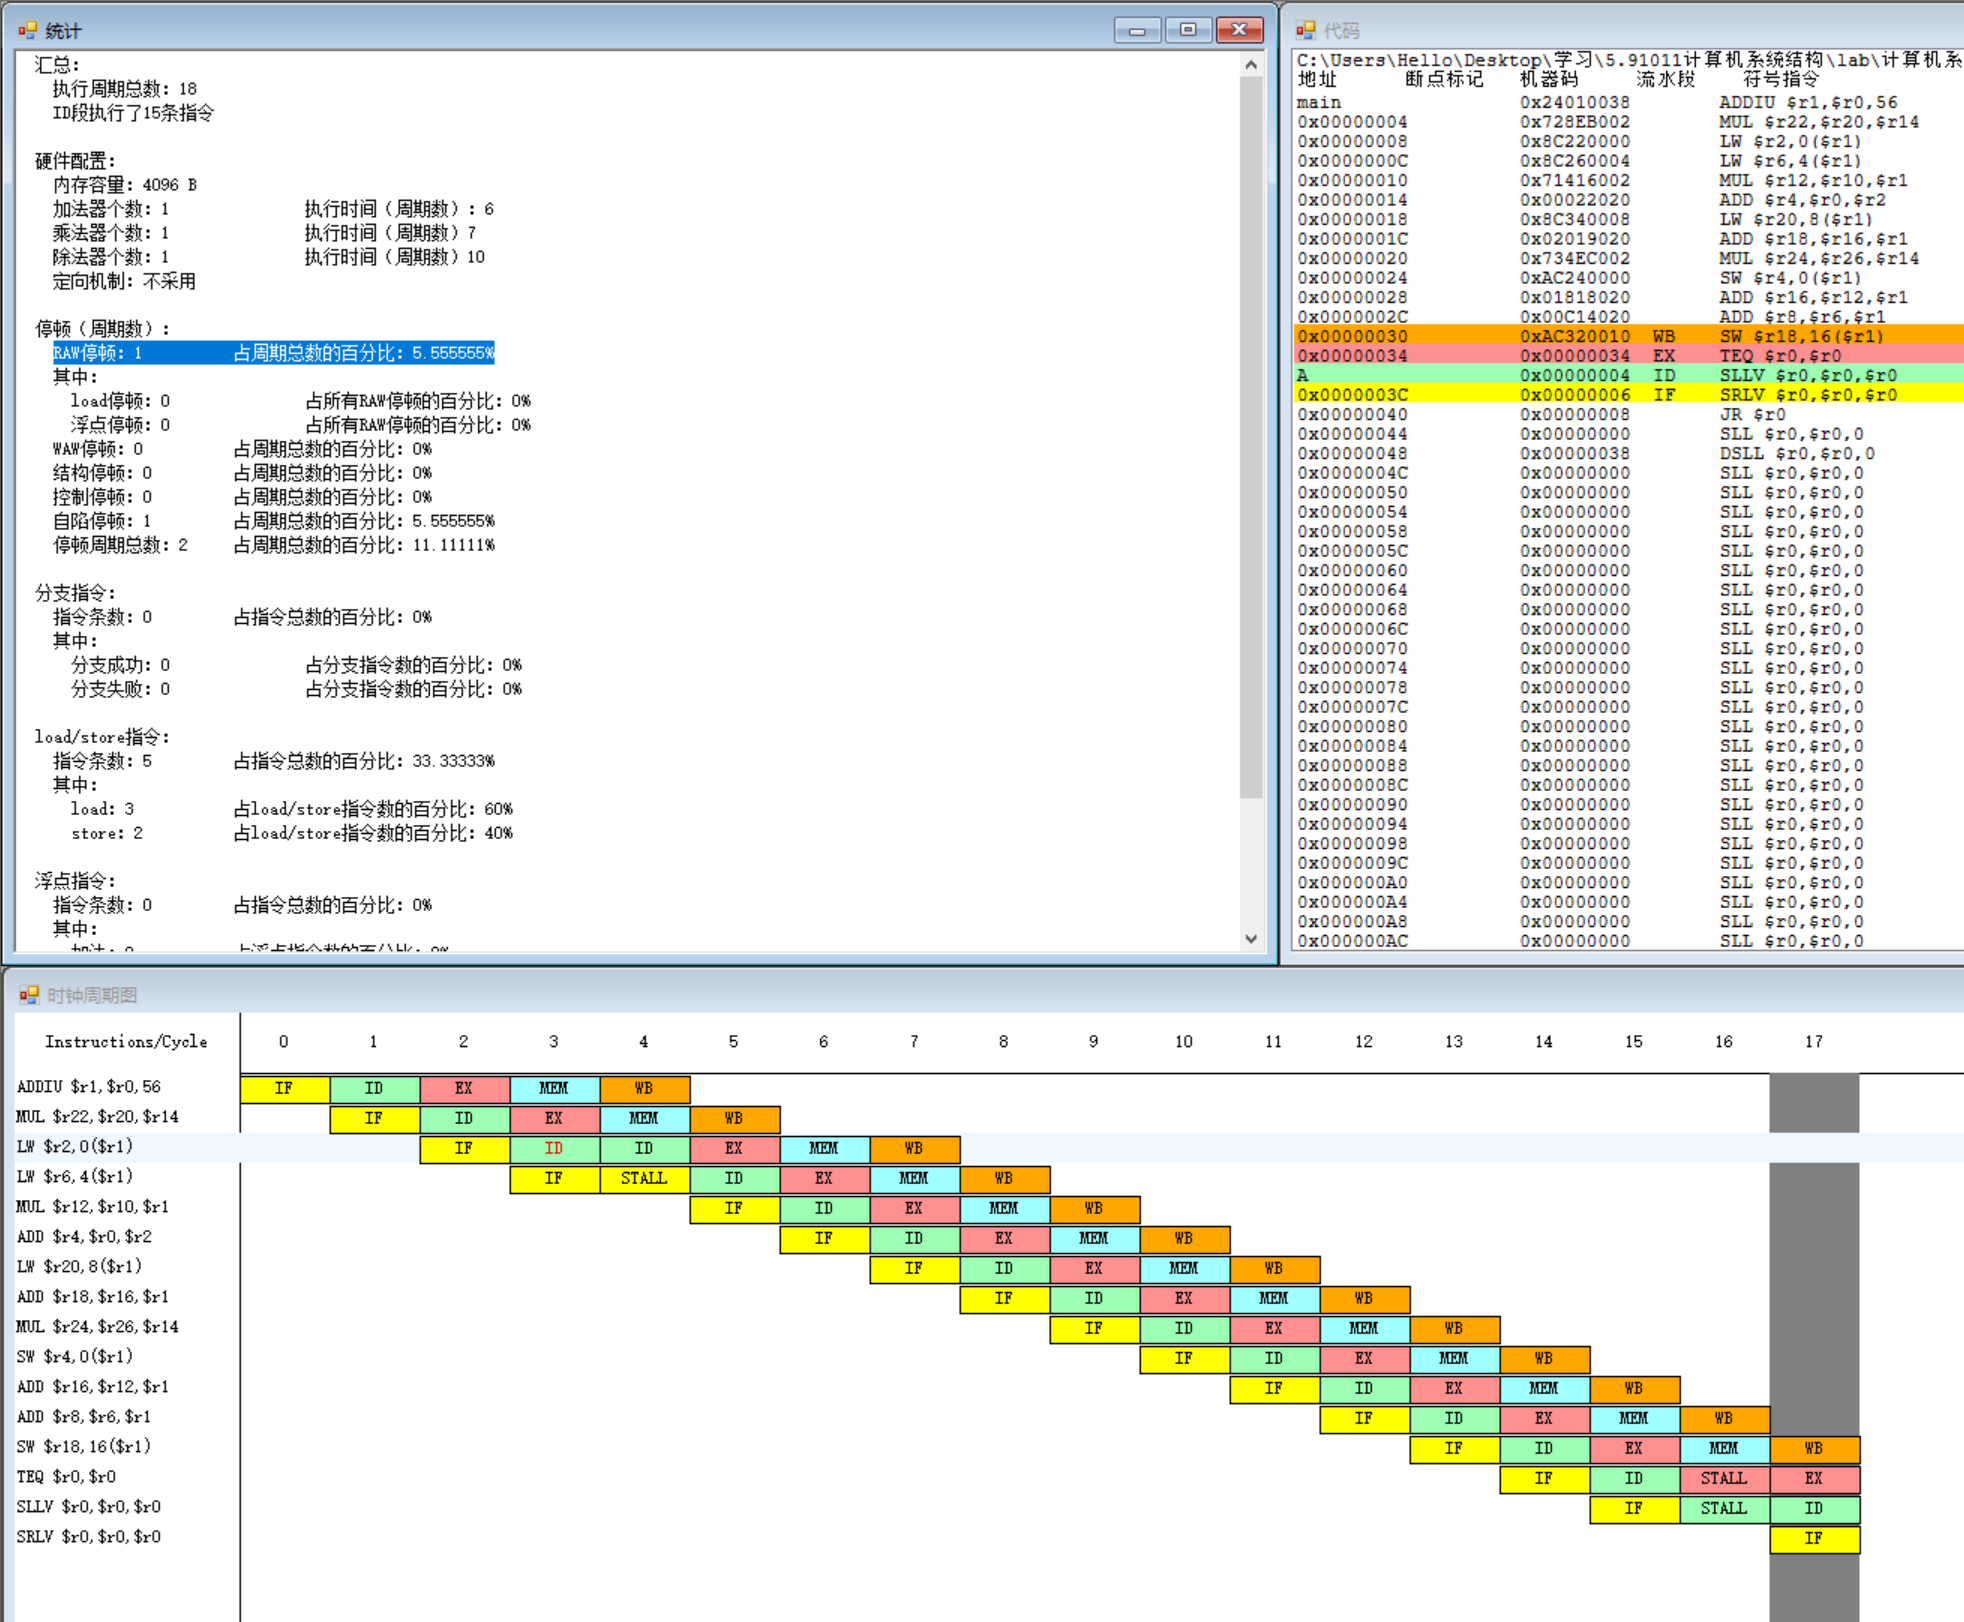 统计
汇总:
执行周期总数: 18
ID段执行了15条指令
硬件配置:
内存容量: 4096 B
加法器个数: 1 执行时间（周期数）: 6
乘法器个数: 1 执行时间（周期数）7
除法器个数: 1 执行时间（周期数）10
定向机制: 不采用
停顿（周期数）:
RAW停顿: 1 占周期总数的百分比: 5.555555%
其中:
load停顿: 0 占所有RAW停顿的百分比: 0%
浮点停顿: 0 占所有RAW停顿的百分比: 0%
WAW停顿: 0 占周期总数的百分比: 0%
结构停顿: 0 占周期总数的百分比: 0%
控制停顿: 0 占周期总数的百分比: 0%
自陷停顿: 1 占周期总数的百分比: 5.555555%
停顿周期总数: 2 占周期总数的百分比: 11.11111%
分支指令:
指令条数: 0 占指令总数的百分比: 0%
其中:
分支成功: 0 占分支指令数的百分比: 0%
分支失败: 0 占分支指令数的百分比: 0%
load/store指令:
指令条数: 5 占指令总数的百分比: 33.33333%
其中:
load: 3 占load/store指令数的百分比: 60%
store: 2 占load/store指令数的百分比: 40%
浮点指令:
指令条数: 0 占指令总数的百分比: 0%
其中:
代码
C:\Users\Hello\Desktop\学习\5.91011计算机系统结构\lab\计算机系
地址 断点标记 机器码 流水段 符号指令
main 0x24010038 ADDIU $r1,$r0,56
0x00000004 0x728EB002 MUL $r22,$r20,$r14
0x00000008 0x8C220000 LW $r2,0($r1)
0x0000000C 0x8C260004 LW $r6,4($r1)
0x00000010 0x71416002 MUL $r12,$r10,$r1
0x00000014 0x00022020 ADD $r4,$r0,$r2
0x00000018 0x8C340008 LW $r20,8($r1)
0x0000001C 0x02019020 ADD $r18,$r16,$r1
0x00000020 0x734EC002 MUL $r24,$r26,$r14
0x00000024 0xAC240000 SW $r4,0($r1)
0x00000028 0x01818020 ADD $r16,$r12,$r1
0x0000002C 0x00C14020 ADD $r8,$r6,$r1
0x00000030 0xAC320010 WB SW $r18,16($r1)
0x00000034 0x00000034 EX TEQ $r0,$r0
A 0x00000004 ID SLLV $r0,$r0,$r0
0x0000003C 0x00000006 IF SRLV $r0,$r0,$r0
0x00000040 0x00000008 JR $r0
0x00000044 0x00000000 SLL $r0,$r0,0
0x00000048 0x00000038 DSLL $r0,$r0,0
0x0000004C 0x00000000 SLL $r0,$r0,0
0x00000050 0x00000000 SLL $r0,$r0,0
0x00000054 0x00000000 SLL $r0,$r0,0
0x00000058 0x00000000 SLL $r0,$r0,0
0x0000005C 0x00000000 SLL $r0,$r0,0
0x00000060 0x00000000 SLL $r0,$r0,0
0x00000064 0x00000000 SLL $r0,$r0,0
0x00000068 0x00000000 SLL $r0,$r0,0
0x0000006C 0x00000000 SLL $r0,$r0,0
0x00000070 0x00000000 SLL $r0,$r0,0
0x00000074 0x00000000 SLL $r0,$r0,0
0x00000078 0x00000000 SLL $r0,$r0,0
0x0000007C 0x00000000 SLL $r0,$r0,0
0x00000080 0x00000000 SLL $r0,$r0,0
0x00000084 0x00000000 SLL $r0,$r0,0
0x00000088 0x00000000 SLL $r0,$r0,0
0x0000008C 0x00000000 SLL $r0,$r0,0
0x00000090 0x00000000 SLL $r0,$r0,0
0x00000094 0x00000000 SLL $r0,$r0,0
0x00000098 0x00000000 SLL $r0,$r0,0
0x0000009C 0x00000000 SLL $r0,$r0,0
0x000000A0 0x00000000 SLL $r0,$r0,0
0x000000A4 0x00000000 SLL $r0,$r0,0
0x000000A8 0x00000000 SLL $r0,$r0,0
0x000000AC 0x00000000 SLL $r0,$r0,0
时钟周期图
Instructions/Cycle 0 1 2 3 4 5 6 7 8 9 10 11 12 13 14 15 16 17
ADDIU $r1,$r0,56 IF ID EX MEM WB
MUL $r22,$r20,$r14 IF ID EX MEM WB
LW $r2,0($r1) IF ID ID EX MEM WB
LW $r6,4($r1) IF STALL ID EX MEM WB
MUL $r12,$r10,$r1 IF ID EX MEM WB
ADD $r4,$r0,$r2 IF ID EX MEM WB
LW $r20,8($r1) IF ID EX MEM WB
ADD $r18,$r16,$r1 IF ID EX MEM WB
MUL $r24,$r26,$r14 IF ID EX MEM WB
SW $r4,0($r1) IF ID EX MEM WB
ADD $r16,$r12,$r1 IF ID EX MEM WB
ADD $r8,$r6,$r1 IF ID EX MEM WB
SW $r18,16($r1) IF ID EX MEM WB
TEQ $r0,$r0 IF ID STALL EX
SLLV $r0,$r0,$r0 IF STALL ID
SRLV $r0,$r0,$r0 IF